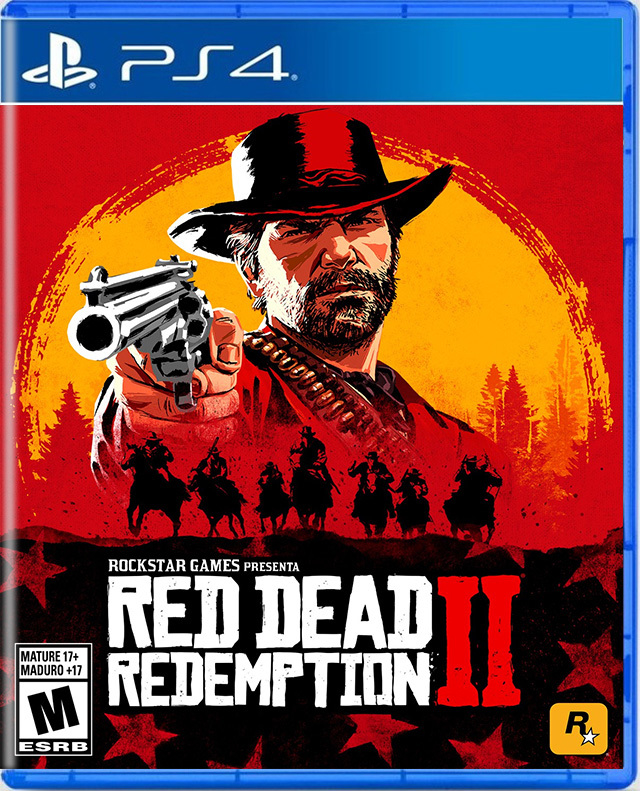 PS4
ROCKSTAR GAMES PRESENTA
RED DEAD
REDEMPTION II
MATURE 17+
MADURO +17
M
ESRB
R